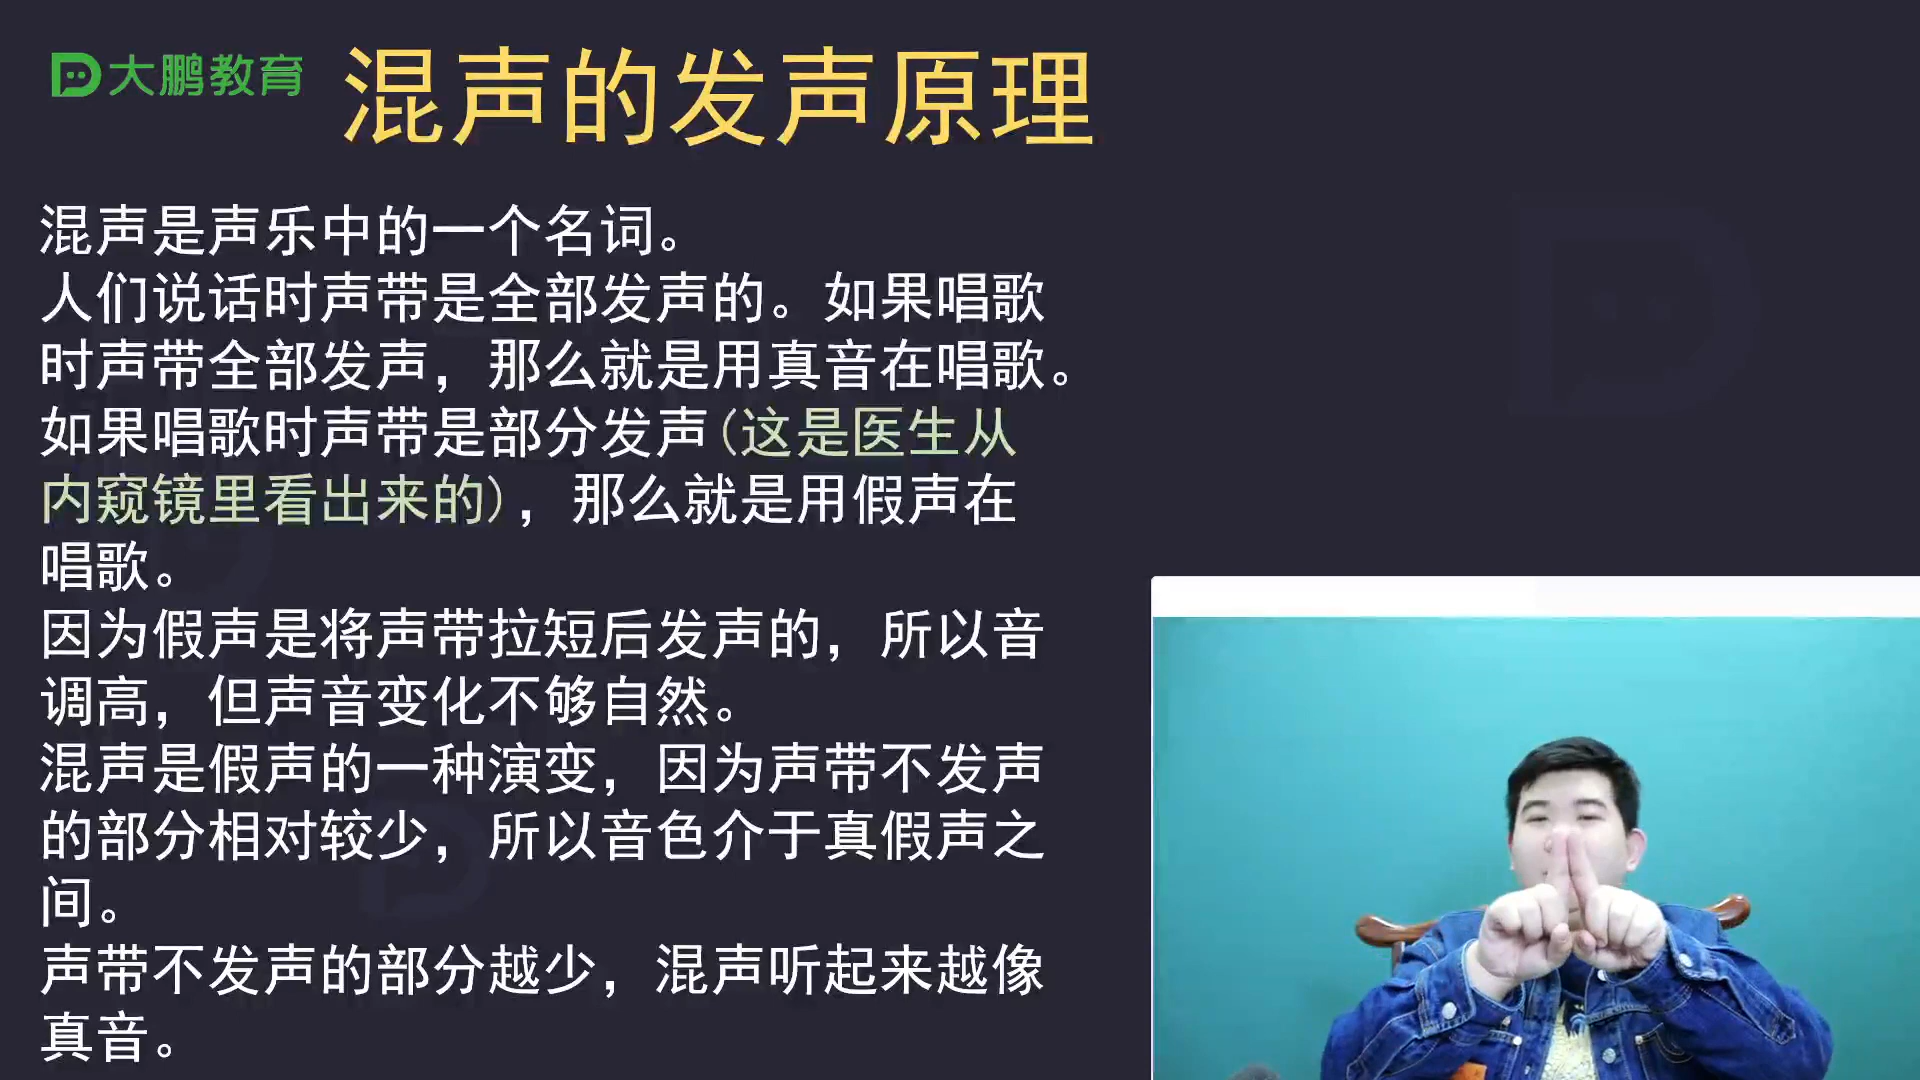 大鹏教育
混声的发声原理
混声是声乐中的一个名词。
人们说话时声带是全部发声的。如果唱歌
时声带全部发声，那么就是用真音在唱歌。
如果唱歌时声带是部分发声(这是医生从
内窥镜里看出来的)，那么就是用假声在
唱歌。
因为假声是将声带拉短后发声的，所以音
调高，但声音变化不够自然。
混声是假声的一种演变，因为声带不发声
的部分相对较少，所以音色介于真假声之
间。
声带不发声的部分越少，混声听起来越像
真音。